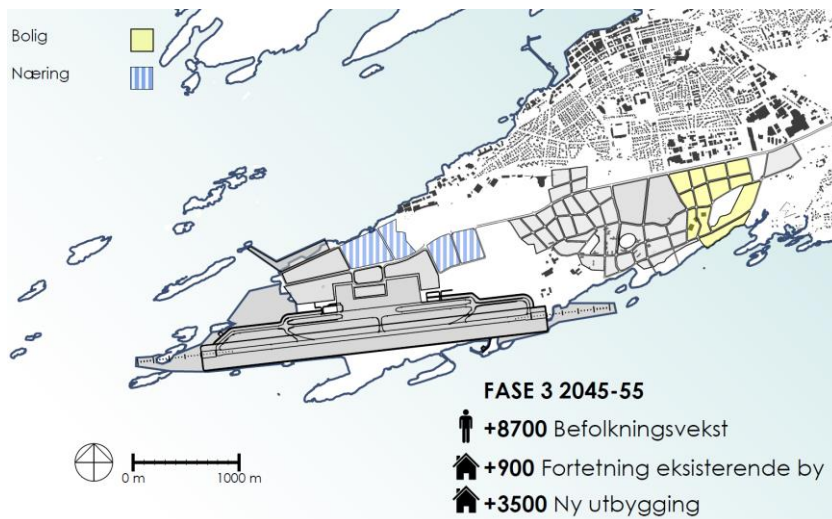 Bolig
Næring
FASE 3 2045-55
+8700 Befolkningsvekst
+900 Fortetning eksisterende by
+3500 Ny utbygging
0 m 1000 m